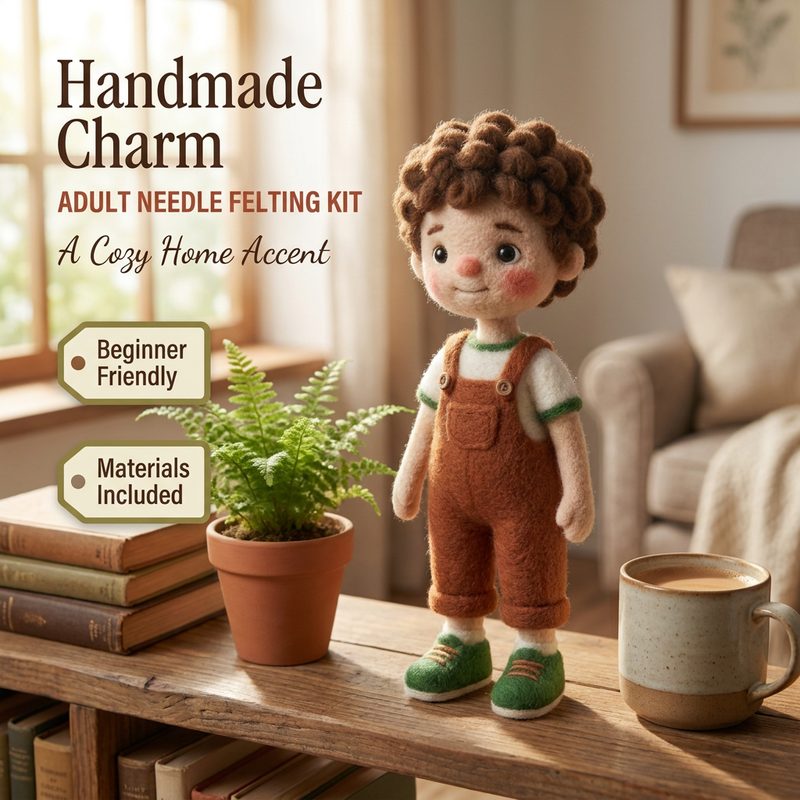 Handmade
Charm
ADULT NEEDLE FELTING KIT
A Cozy Home Accent
Beginner
Friendly
Materials
Included